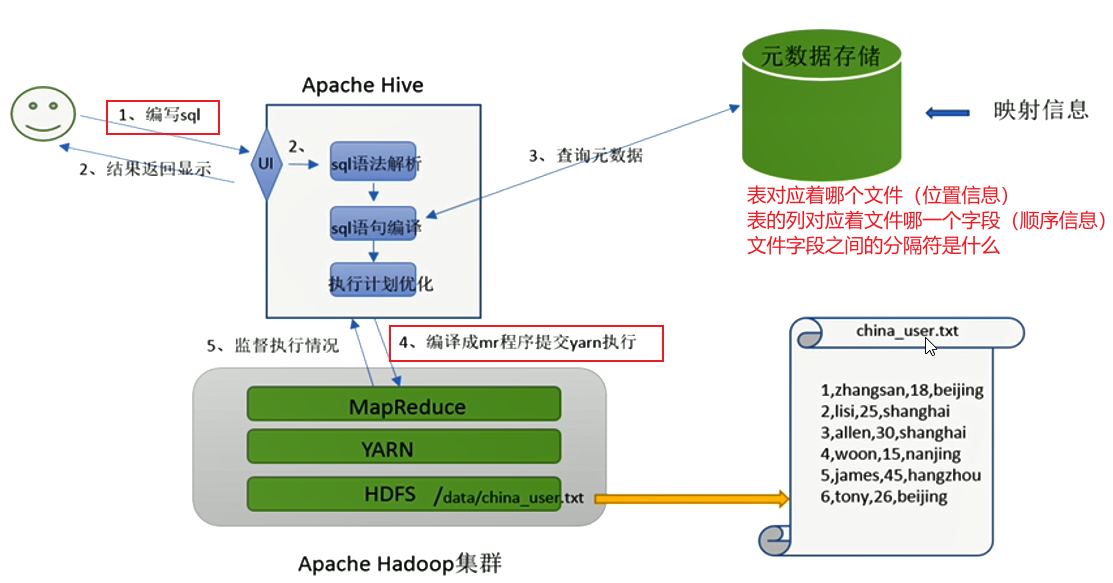 元数据存储
Apache Hive
1、编写sql
映射信息
2、
UI
sql语法解析
3、查询元数据
2、结果返回显示
表对应着哪个文件（位置信息）
表的列对应着文件哪一个字段（顺序信息）
文件字段之间的分隔符是什么
sql语句编译
执行计划优化
5、监督执行情况
4、编译成mr程序提交yarn执行
china_user.txt
1,zhangsan,18,beijing
2,lisi,25,shanghai
3,allen,30,shanghai
4,woon,15,nanjing
5,james,45,hangzhou
6,tony,26,beijing
MapReduce
YARN
HDFS /data/china_user.txt
Apache Hadoop集群